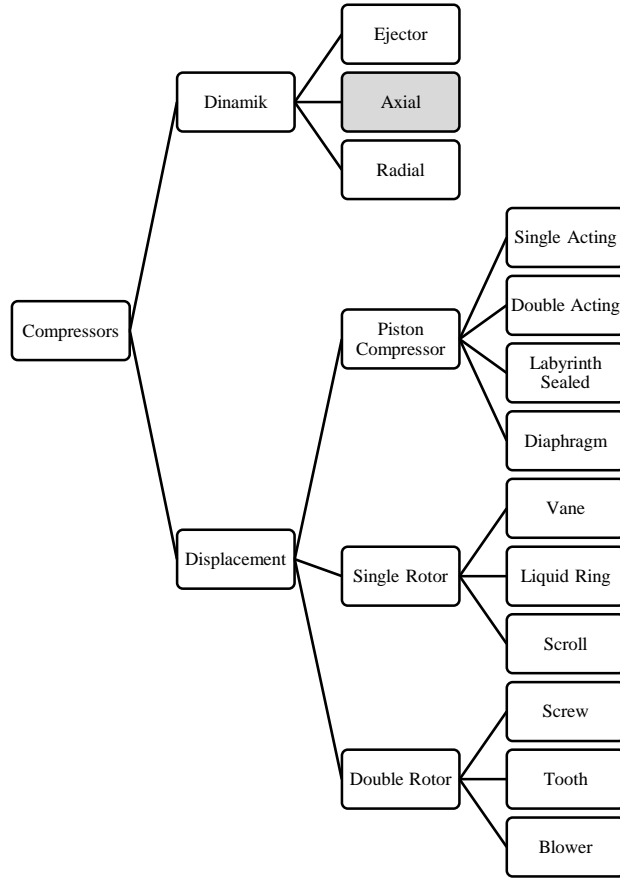 Ejector
Dinamik
Axial
Radial
Single Acting
Double Acting
Compressors
Piston
Compressor
Labyrinth
Sealed
Diaphragm
Vane
Displacement
Single Rotor
Liquid Ring
Scroll
Screw
Double Rotor
Tooth
Blower